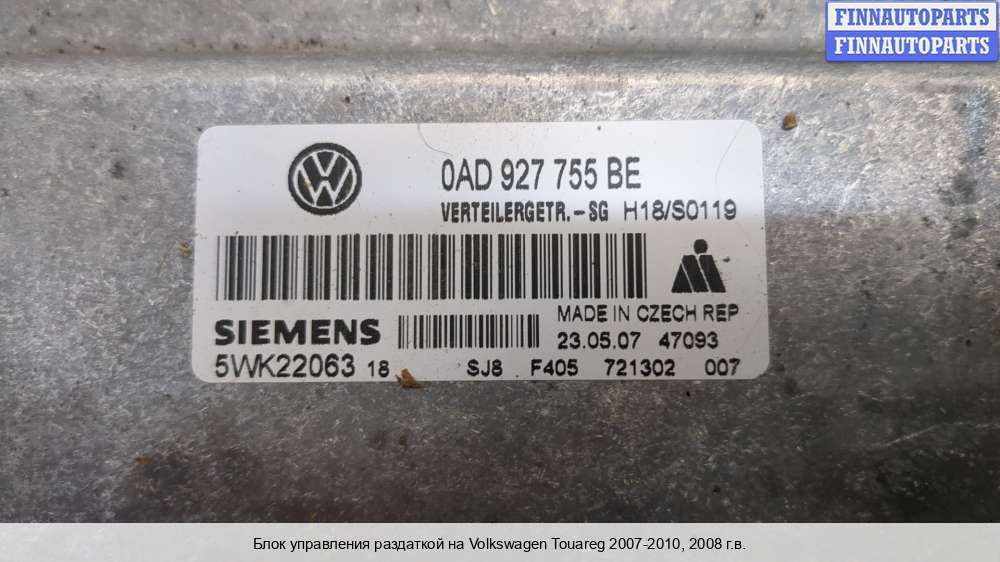 FINNAUTOPARTS
FINNAUTOPARTS
0AD 927 755 BE
VERTEILERGETR.-SG H18/S0119
MADE IN CZECH REP
SIEMENS
23.05.07 47093
5WK22063 18 SJ8 F405 721302 007
Блок управления раздаткой на Volkswagen Touareg 2007-2010, 2008 г.в.